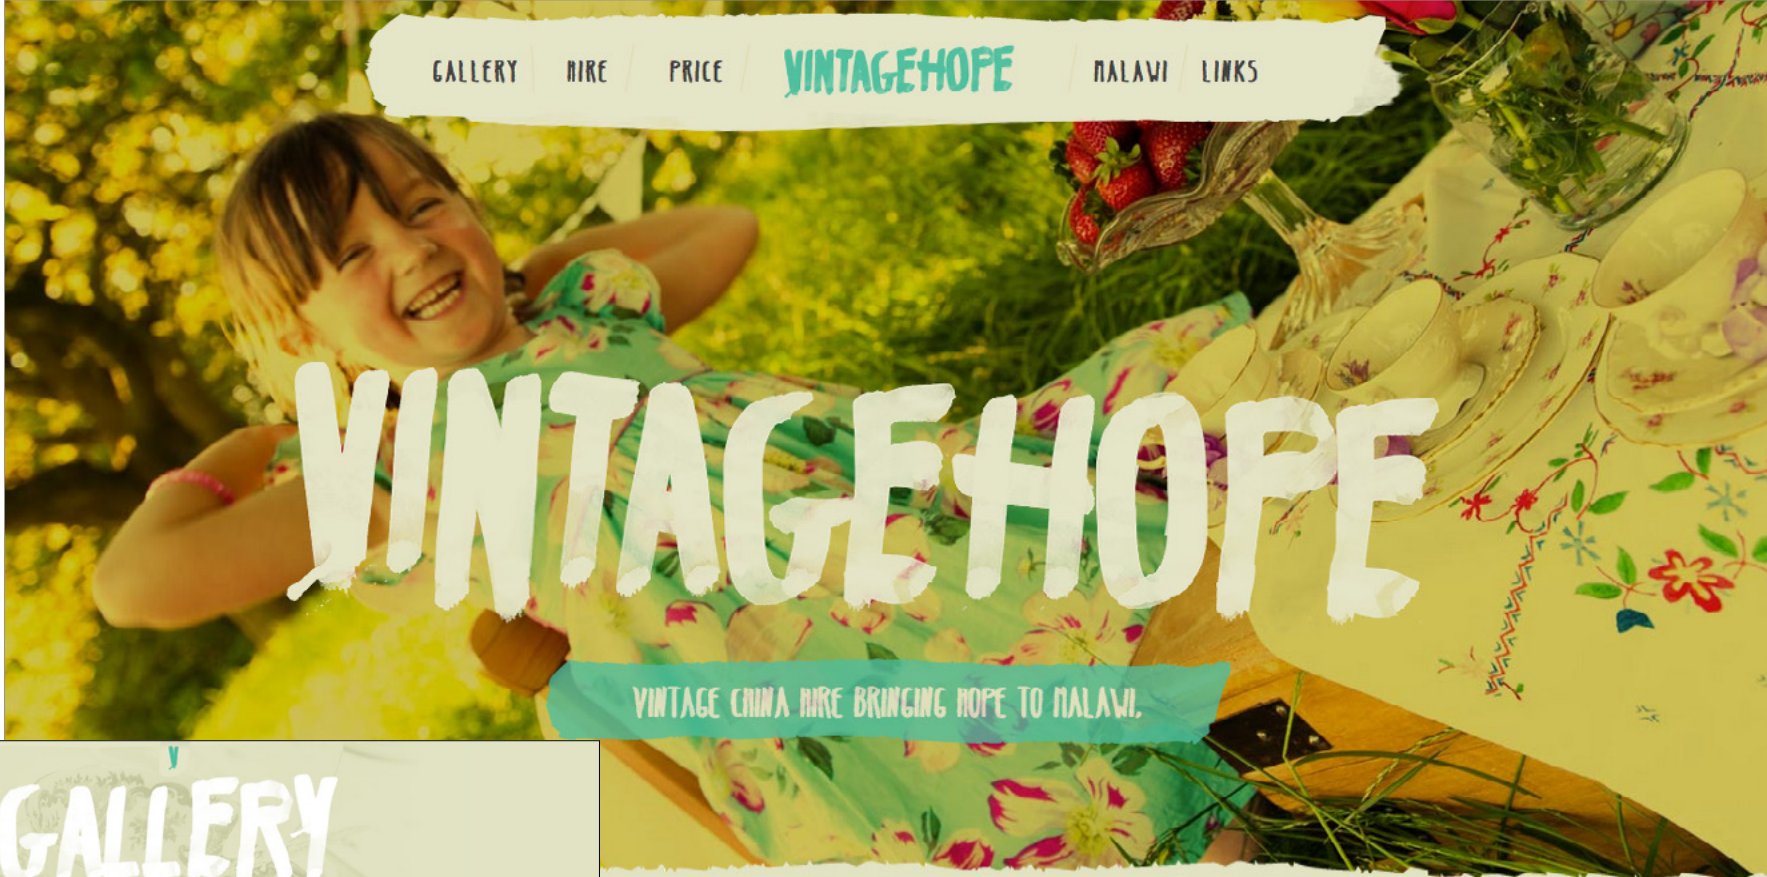 GALLERY HIRE PRICE VINTAGEHOPE MALAWI LINKS
VINTAGEHOPE
VINTAGE CHINA HIRE BRINGING HOPE TO MALAWI.
GALLERY